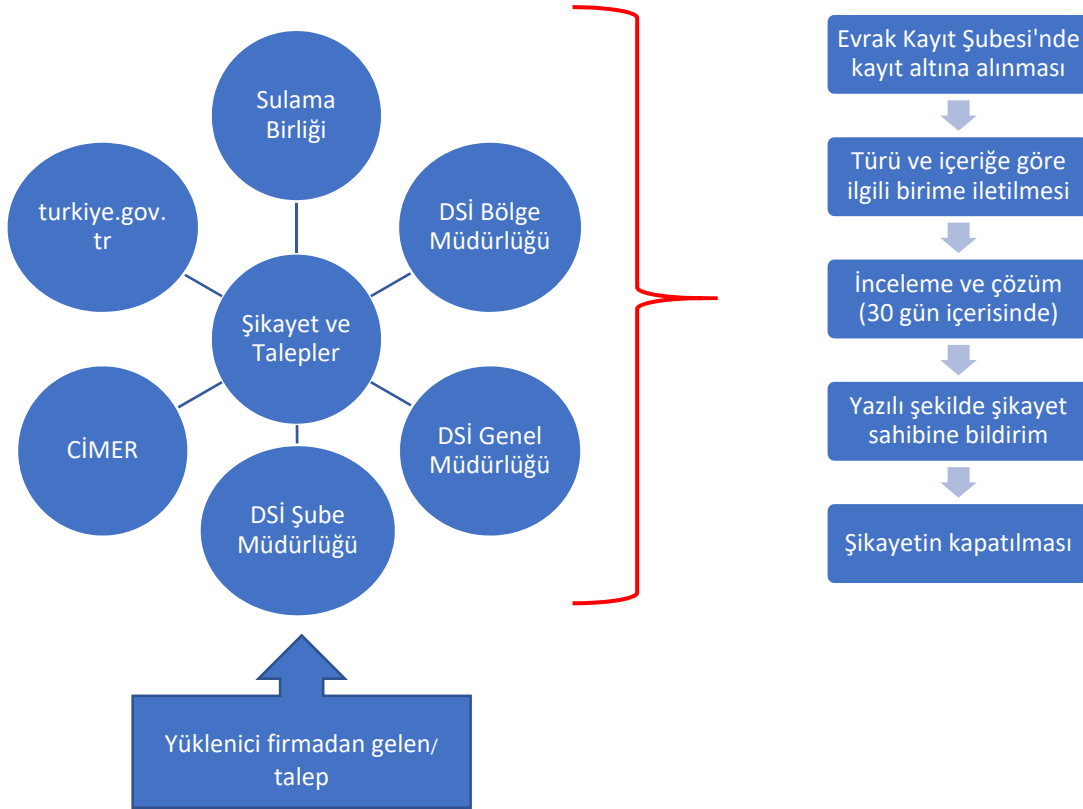 Sulama
Birliği
turkiye.gov.
tr
DSİ Bölge
Müdürlüğü
Şikayet ve
Talepler
CİMER
DSİ Genel
Müdürlüğü
DSİ Şube
Müdürlüğü
Yüklenici firmadan gelen/
talep
Evrak Kayıt Şubesi'nde
kayıt altına alınması
Türü ve içeriğe göre
ilgili birime iletilmesi
İnceleme ve çözüm
(30 gün içerisinde)
Yazılı şekilde şikayet
sahibine bildirim
Şikayetin kapatılması